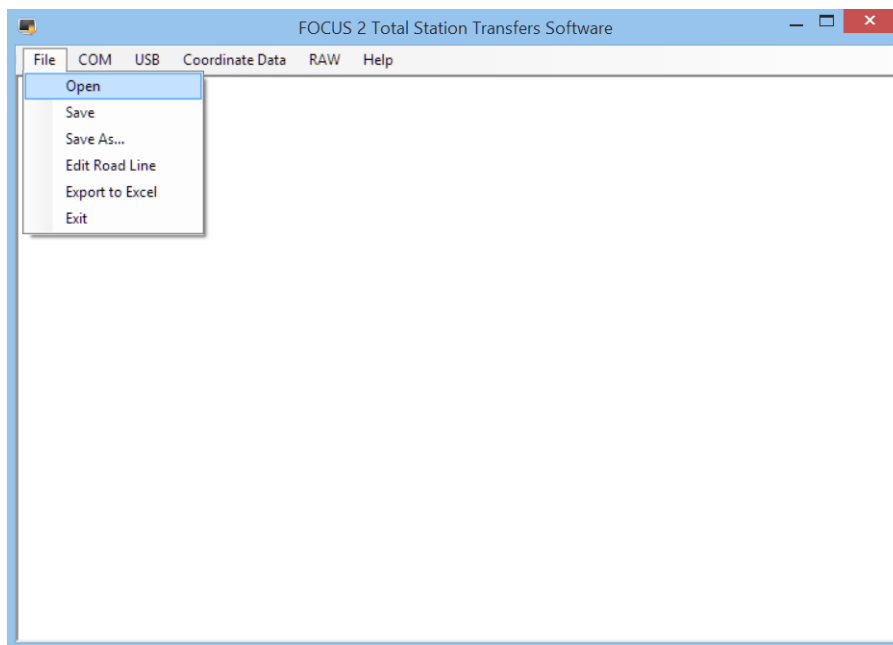 FOCUS 2 Total Station Transfers Software
File COM USB Coordinate Data RAW Help
Open
Save
Save As...
Edit Road Line
Export to Excel
Exit